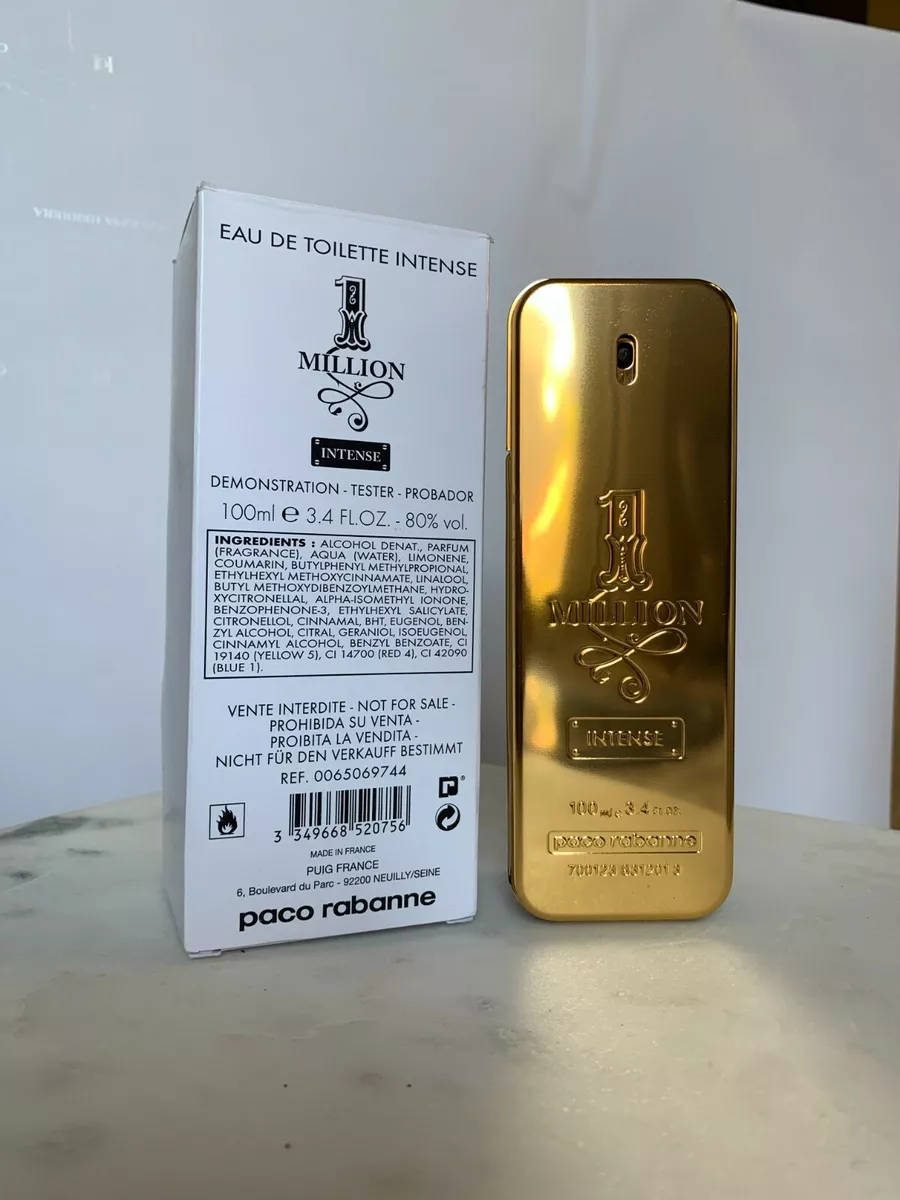 EAU DE TOILETTE INTENSE
1
MILLION
INTENSE
DEMONSTRATION - TESTER - PROBADOR
100ml e 3.4 FL.OZ. - 80% vol.
INGREDIENTS : ALCOHOL DENAT., PARFUM
(FRAGRANCE), AQUA (WATER), LIMONENE,
COUMARIN, BUTYLPHENYL METHYLPROPIONAL,
ETHYLHEXYL METHOXYCINNAMATE, LINALOOL,
BUTYL METHOXYDIBENZOYLMETHANE, HYDRO-
XYCITRONELLAL, ALPHA-ISOMETHYL IONONE,
BENZOPHENONE-3, ETHYLHEXYL SALICYLATE,
CITRONELLOL, CINNAMAL, BHT, EUGENOL, BEN-
ZYL ALCOHOL, CITRAL, GERANIOL, ISOEUGENOL
CINNAMYL ALCOHOL, BENZYL BENZOATE, CI
19140 (YELLOW 5), CI 14700 (RED 4), CI 42090
(BLUE 1).
VENTE INTERDITE - NOT FOR SALE -
PROHIBIDA SU VENTA -
PROIBITA LA VENDITA -
NICHT FÜR DEN VERKAUFF BESTIMMT
REF. 0065069744
3 349668 520756
MADE IN FRANCE
PUIG FRANCE
6, Boulevard du Parc - 92200 NEUILLY/SEINE
paco rabanne
1
MILLION
INTENSE
100 ml e 3.4 FL.OZ.
paco rabanne